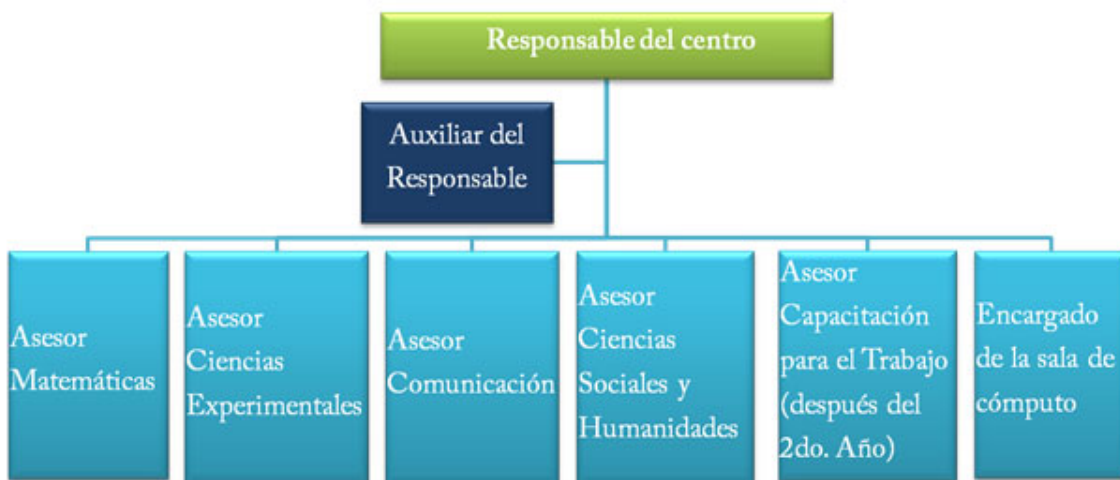 Responsable del centro
Auxiliar del
Responsable
Asesor
Matemáticas
Asesor
Ciencias
Experimentales
Asesor
Comunicación
Asesor
Ciencias
Sociales y
Humanidades
Asesor
Capacitación
para el Trabajo
(después del
2do. Año)
Encargado
de la sala de
cómputo